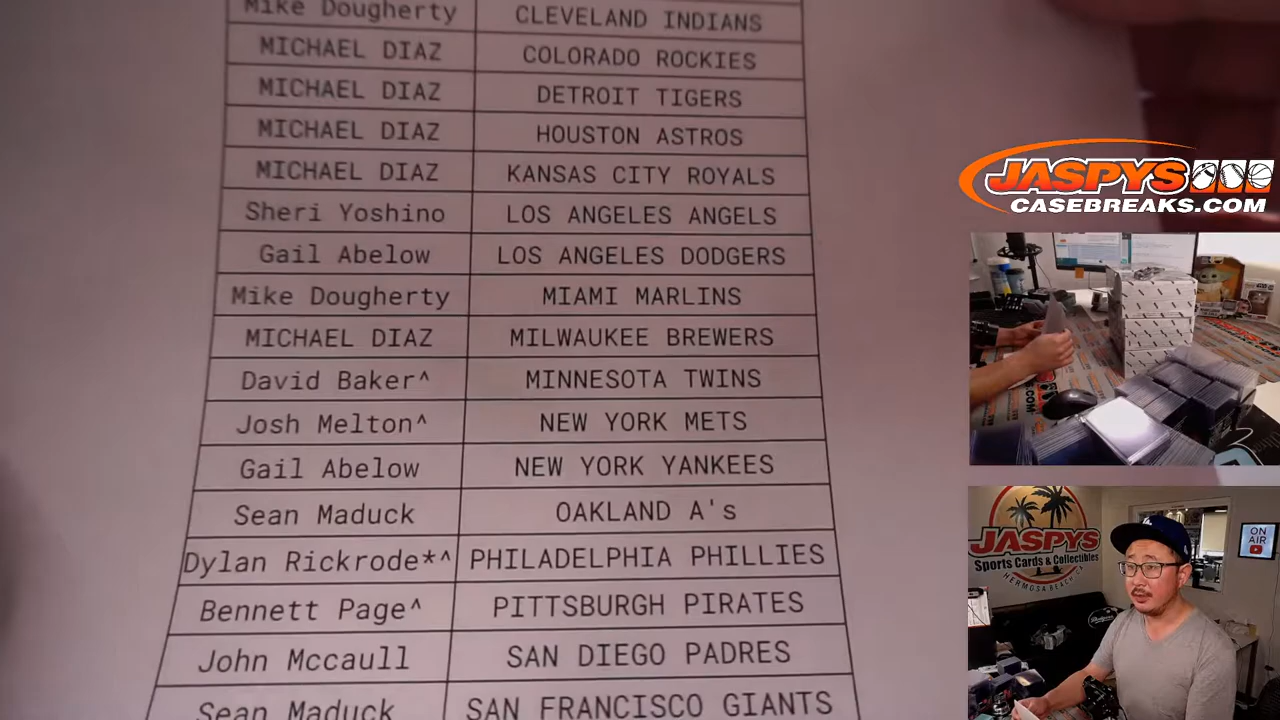 Mike Dougherty CLEVELAND INDIANS
MICHAEL DIAZ COLORADO ROCKIES
MICHAEL DIAZ DETROIT TIGERS
MICHAEL DIAZ HOUSTON ASTROS
MICHAEL DIAZ KANSAS CITY ROYALS
Sheri Yoshino LOS ANGELES ANGELS
Gail Abelow LOS ANGELES DODGERS
Mike Dougherty MIAMI MARLINS
MICHAEL DIAZ MILWAUKEE BREWERS
David Baker^ MINNESOTA TWINS
Josh Melton^ NEW YORK METS
Gail Abelow NEW YORK YANKEES
Sean Maduck OAKLAND A's
Dylan Rickrode*^ PHILADELPHIA PHILLIES
Bennett Page^ PITTSBURGH PIRATES
John Mccaull SAN DIEGO PADRES
Sean Maduck SAN FRANCISCO GIANTS
JASPYS
CASEBREAKS.COM
JASPYS
Sports Cards & Collectibles
HERMOSA BEACH CA
ON
AIR
LA